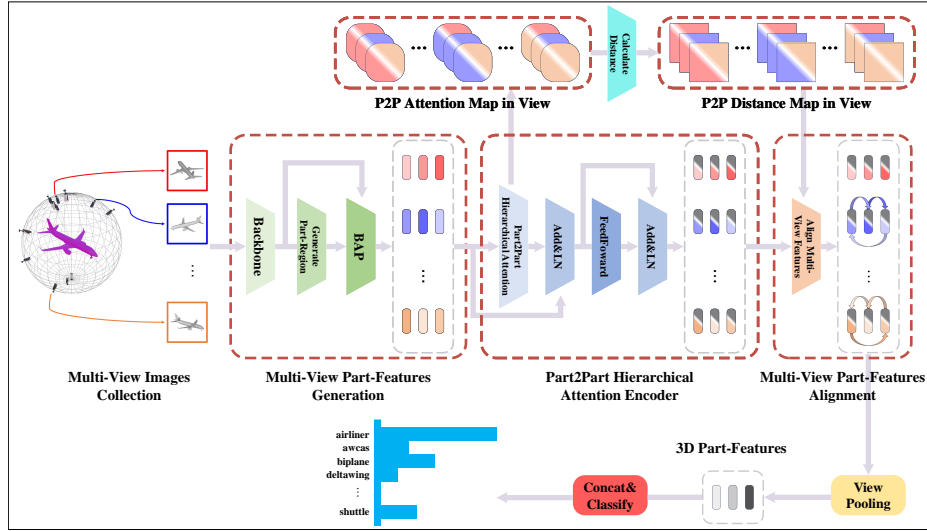 Calculate
Distance
P2P Attention Map in View
P2P Distance Map in View
Backbone
Generate
Part-Region
BAP
Part2Part
Hierarchical Attention
Add&LN
FeedForward
Add&LN
Align Multi-
View Features
Multi-View Images
Collection
Multi-View Part-Features
Generation
Part2Part Hierarchical
Attention Encoder
Multi-View Part-Features
Alignment
airliner
awcas
biplane
deltawing
shuttle
3D Part-Features
Concat&
Classify
View
Pooling